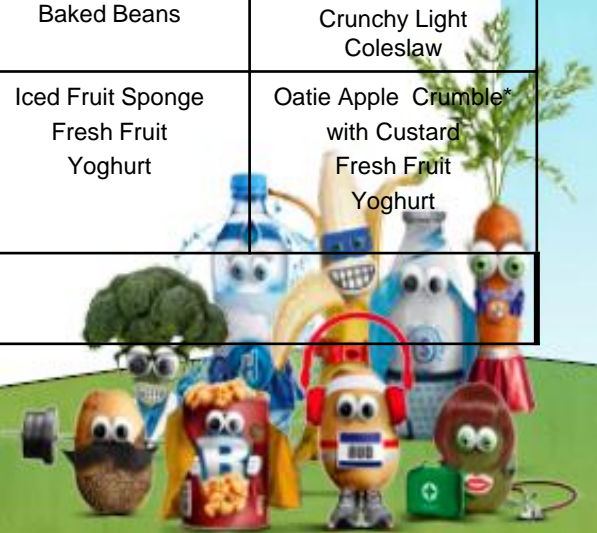 Baked Beans
Crunchy Light
Coleslaw
Iced Fruit Sponge
Fresh Fruit
Yoghurt
Oatie Apple Crumble*
with Custard
Fresh Fruit
Yoghurt
B
BUD